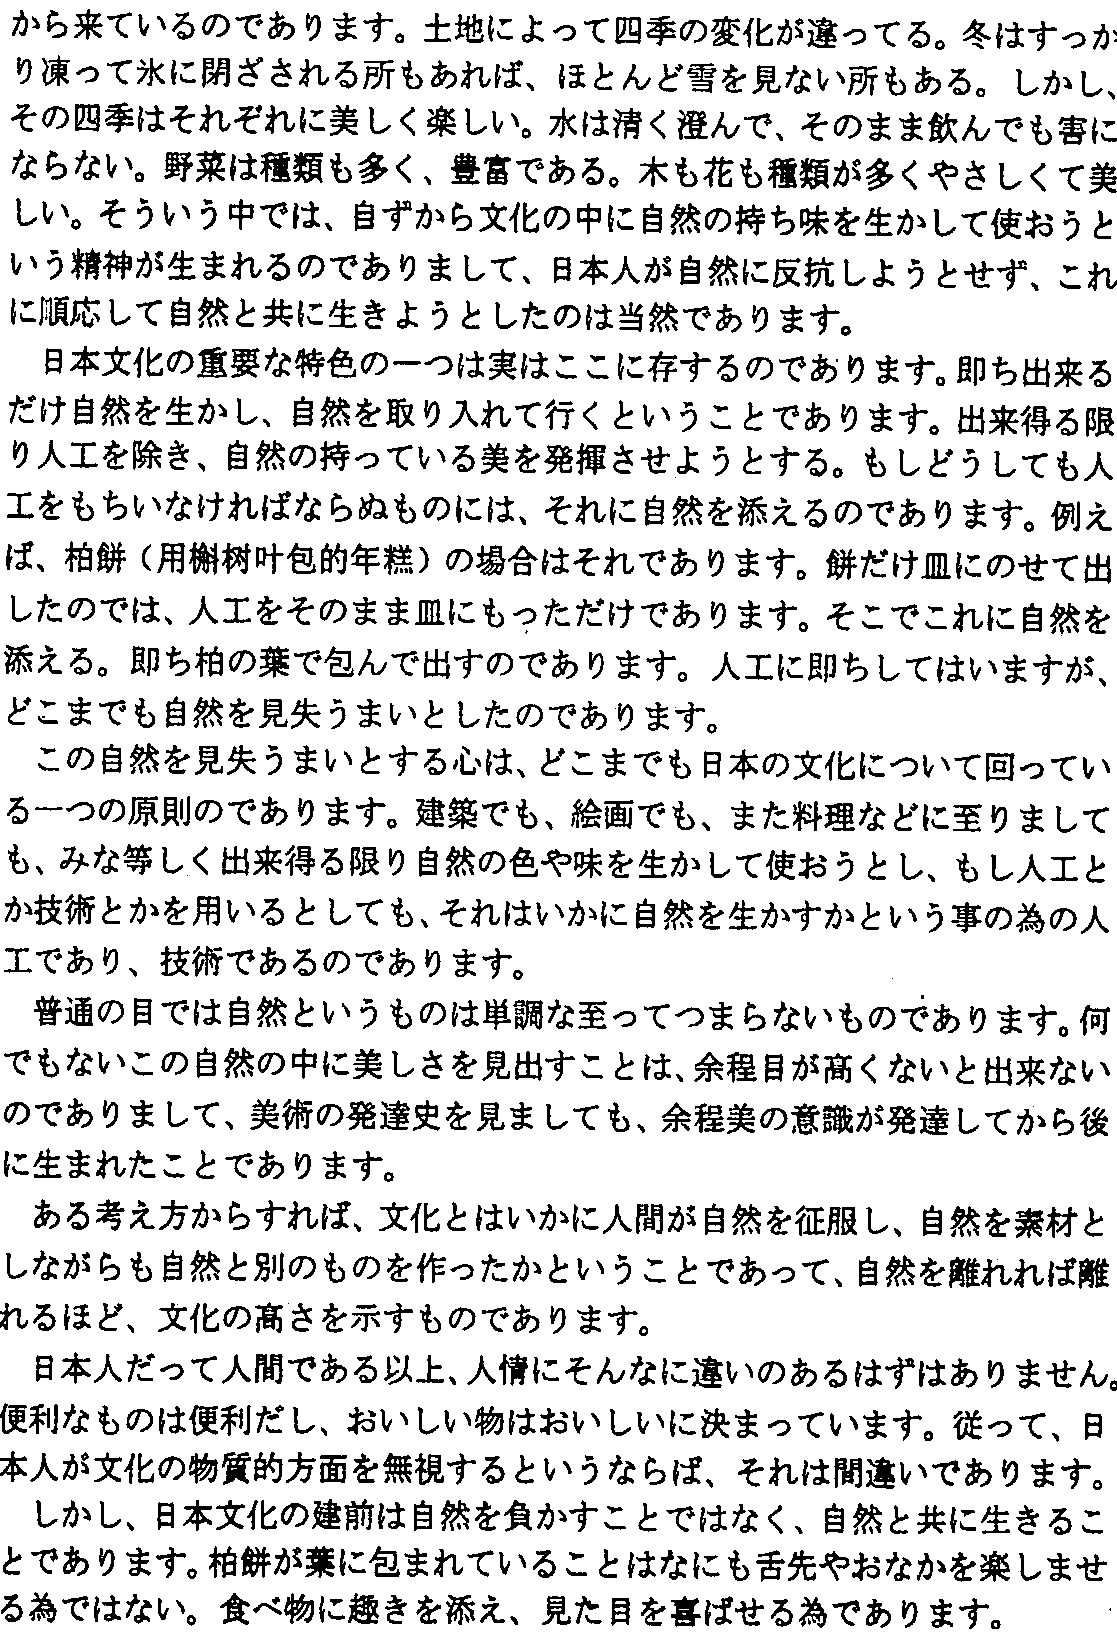 から来ているのであります。土地によって四季の変化が違ってる。冬はすっか
り凍って氷に閉ざされる所もあれば、ほとんど雪を見ない所もある。しかし、
その四季はそれぞれに美しく楽しい。水は清く澄んで、そのまま飲んでも害に
ならない。野菜は種類も多く、豊富である。木も花も種類が多くやさしくて美
しい。そういう中では、自ずから文化の中に自然の持ち味を生かして使おうと
いう精神が生まれるのでありまして、日本人が自然に反抗しようとせず、これ
に順応して自然と共に生きようとしたのは当然であります。
日本文化の重要な特色の一つは実はここに存するのであります。即ち出来る
だけ自然を生かし、自然を取り入れて行くということであります。出来得る限
り人工を除き、自然の持っている美を発揮させようとする。もしどうしても人
工をもちいなければならぬものには、それに自然を添えるのであります。例え
ば、柏餅（用槲树叶包的年糕）の場合はそれであります。餅だけ皿にのせて出
したのでは、人工をそのまま皿にもっただけであります。そこでこれに自然を
添える。即ち柏の葉で包んで出すのであります。人工に即ちしてはいますが、
どこまでも自然を見失うまいとしたのであります。
この自然を見失うまいとする心は、どこまでも日本の文化について回ってい
る一つの原則のであります。建築でも、絵画でも、また料理などに至りまして
も、みな等しく出来得る限り自然の色や味を生かして使おうとし、もし人工と
か技術とかを用いるとしても、それはいかに自然を生かすかという事の為の人
工であり、技術であるのであります。
普通の目では自然というものは単調な至ってつまらないものであります。何
でもないこの自然の中に美しさを見出すことは、余程目が高くないと出来ない
のでありまして、美術の発達史を見ましても、余程美の意識が発達してから後
に生まれたことであります。
ある考え方からすれば、文化とはいかに人間が自然を征服し、自然を素材と
しながらも自然と別のものを作ったかということであって、自然を離れれば離
れるほど、文化の高さを示すものであります。
日本人だって人間である以上、人情にそんなに違いのあるはずはありません。
便利なものは便利だし、おいしい物はおいしいに決まっています。従って、日
本人が文化の物質的方面を無視するというならば、それは間違いであります。
しかし、日本文化の建前は自然を負かすことではなく、自然と共に生きるこ
とであります。柏餅が葉に包まれていることはなにも舌先やおなかを楽しませ
る為ではない。食べ物に趣きを添え、見た目を喜ばせる為であります。